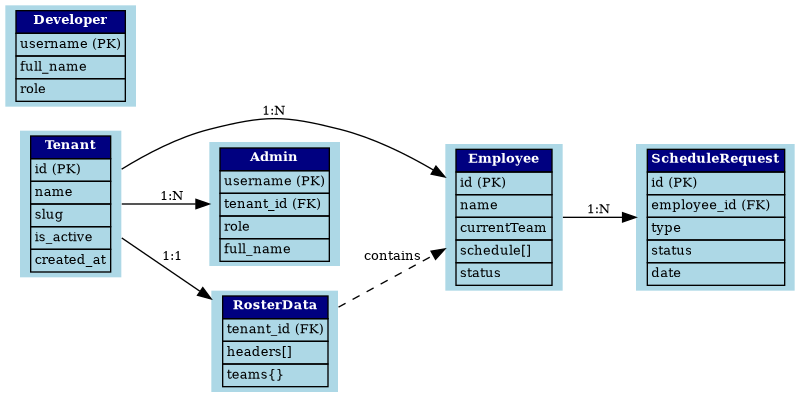 Developer
username (PK)
full_name
role
Tenant
id (PK)
name
slug
is_active
created_at
1:N
1:N
1:1
Admin
username (PK)
tenant_id (FK)
role
full_name
RosterData
tenant_id (FK)
headers[]
teams{}
contains
Employee
id (PK)
name
currentTeam
schedule[]
status
1:N
ScheduleRequest
id (PK)
employee_id (FK)
type
status
date